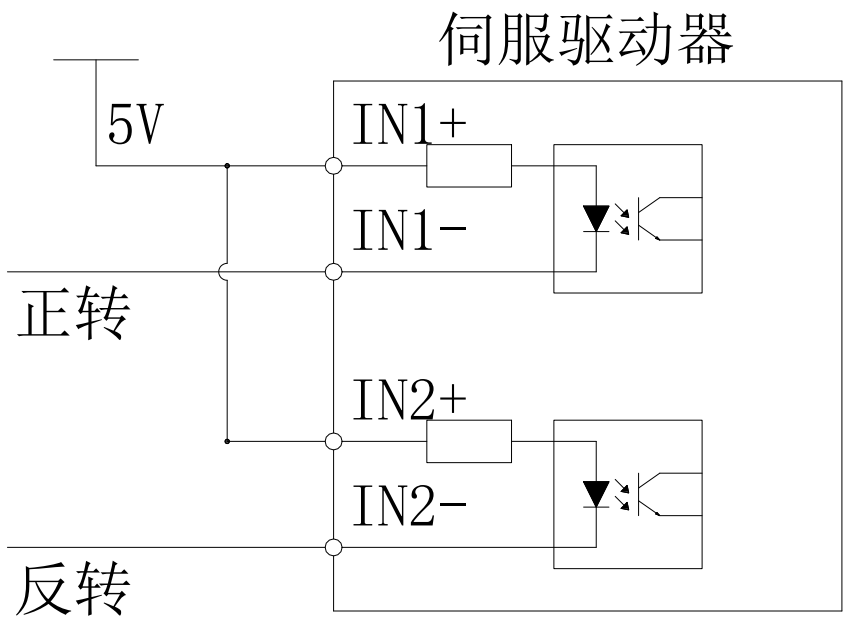 伺服驱动器
5V
IN1+
IN1-
正转
IN2+
IN2-
反转